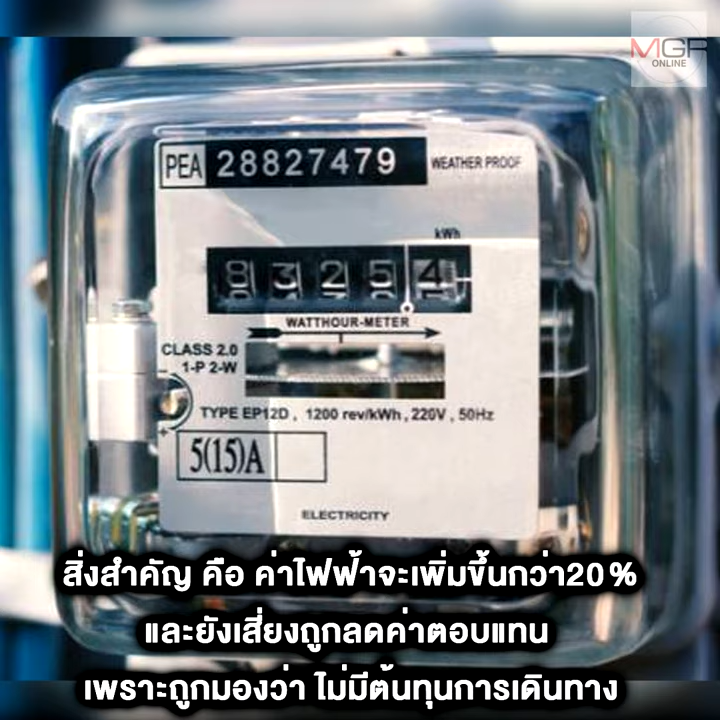 MGR
ONLINE
PEA 28827479 WEATHER PROOF
kWh
8 3 2 5 4
WATTHOUR-METER
CLASS 2.0
1-P 2-W
TYPE EP12D , 1200 rev/kWh , 220V , 50Hz
5(15)A
ELECTRICITY
สิ่งสำคัญ คือ ค่าไฟฟ้าจะเพิ่มขึ้นกว่า20%
และยังเสี่ยงถูกลดค่าตอบแทน
เพราะถูกมองว่า ไม่มีต้นทุนการเดินทาง